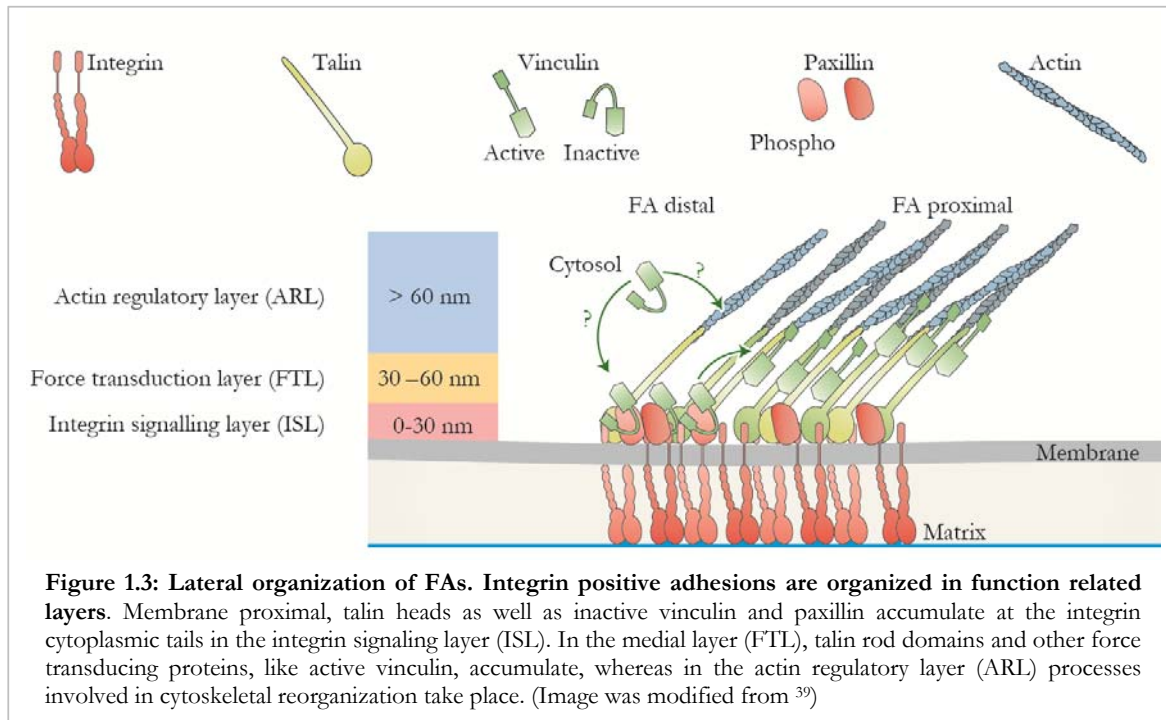 Integrin
Talin
Vinculin
Paxillin
Actin
Active Inactive
Phospho
FA distal
FA proximal
Cytosol
?
?
Actin regulatory layer (ARL)
> 60 nm
Force transduction layer (FTL)
30 –60 nm
Integrin signalling layer (ISL)
0-30 nm
Membrane
Matrix
Figure 1.3: Lateral organization of FAs. Integrin positive adhesions are organized in function related
layers. Membrane proximal, talin heads as well as inactive vinculin and paxillin accumulate at the integrin
cytoplasmic tails in the integrin signaling layer (ISL). In the medial layer (FTL), talin rod domains and other force
transducing proteins, like active vinculin, accumulate, whereas in the actin regulatory layer (ARL) processes
involved in cytoskeletal reorganization take place. (Image was modified from ³⁹)